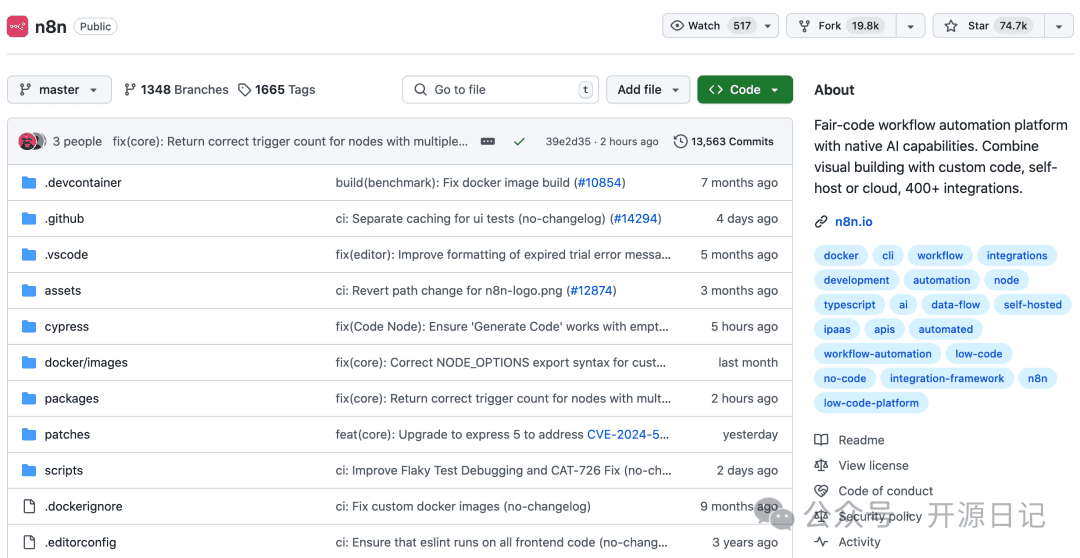 n8n Public
Watch 517
Fork 19.8k
Star 74.7k
master
1348 Branches
1665 Tags
Go to file t
Add file
<> Code
3 people fix(core): Return correct trigger count for nodes with multiple... 39e2d35 · 2 hours ago 13,563 Commits
.devcontainer build(benchmark): Fix docker image build (#10854) 7 months ago
.github ci: Separate caching for ui tests (no-changelog) (#14294) 4 days ago
.vscode fix(editor): Improve formatting of expired trial error messa... 5 months ago
assets ci: Revert path change for n8n-logo.png (#12874) 3 months ago
cypress fix(Code Node): Ensure 'Generate Code' works with empt... 5 hours ago
docker/images fix(core): Correct NODE_OPTIONS export syntax for cust... last month
packages fix(core): Return correct trigger count for nodes with mult... 2 hours ago
patches feat(core): Upgrade to express 5 to address CVE-2024-5... yesterday
scripts ci: Improve Flaky Test Debugging and CAT-726 Fix (no-ch... 2 days ago
.dockerignore ci: Fix custom docker images (no-changelog) 9 months ago
.editorconfig ci: Ensure that eslint runs on all frontend code (no-chang... 3 years ago
About
Fair-code workflow automation platform
with native AI capabilities. Combine
visual building with custom code, self-
host or cloud, 400+ integrations.
n8n.io
docker cli workflow integrations
development automation node
typescript ai data-flow self-hosted
ipaas apis automated
workflow-automation low-code
no-code integration-framework n8n
low-code-platform
Readme
View license
Code of conduct
Security policy
Activity
公众号 · 开源日记